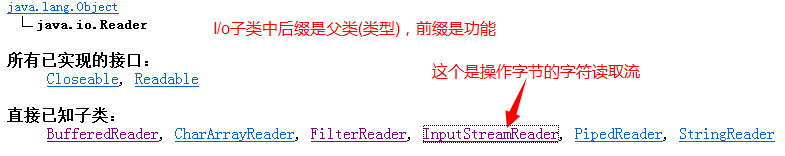 java.lang.Object
java.io.Reader
I/o子类中后缀是父类(类型)，前缀是功能
所有已实现的接口：
Closeable, Readable
这个是操作字节的字符读取流
直接已知子类：
BufferedReader, CharArrayReader, FilterReader, InputStreamReader, PipedReader, StringReader